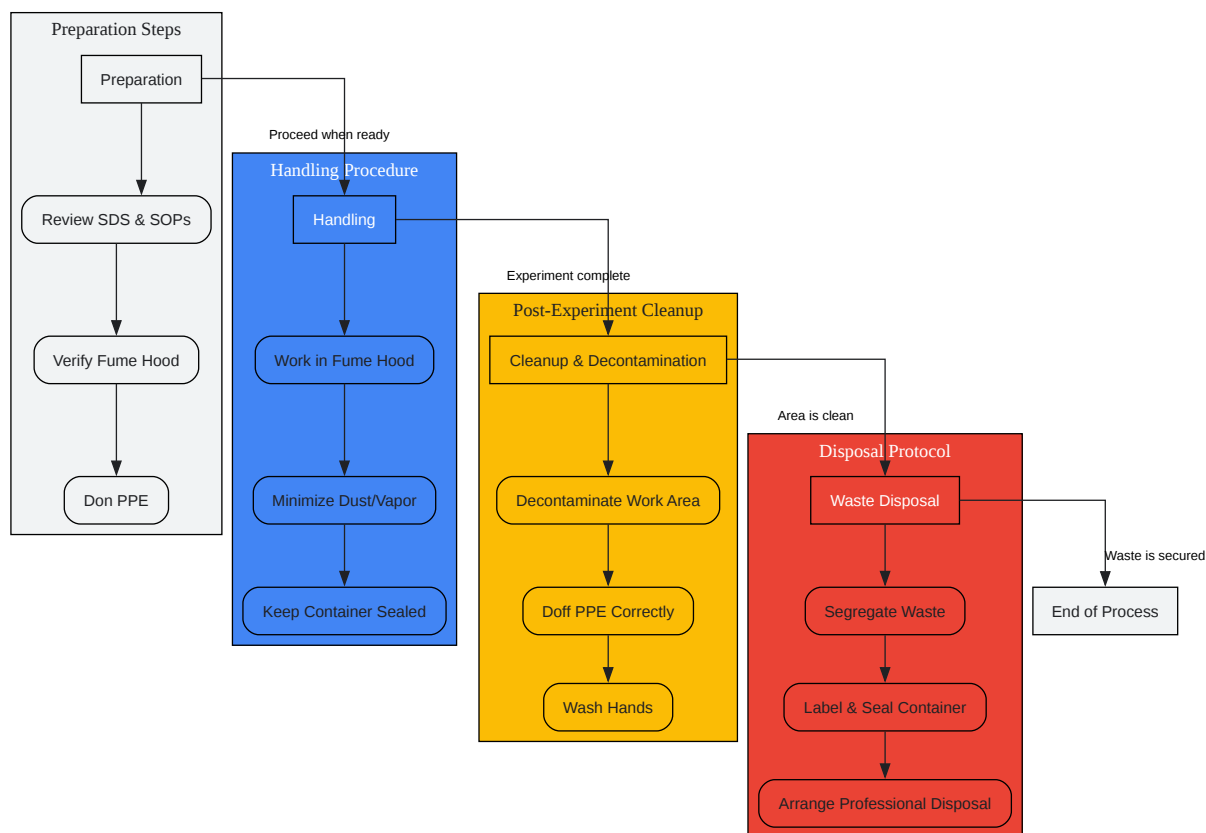 Preparation Steps
Preparation
Review SDS & SOPs
Verify Fume Hood
Don PPE
Proceed when ready
Handling Procedure
Handling
Work in Fume Hood
Minimize Dust/Vapor
Keep Container Sealed
Experiment complete
Post-Experiment Cleanup
Cleanup & Decontamination
Decontaminate Work Area
Doff PPE Correctly
Wash Hands
Area is clean
Disposal Protocol
Waste Disposal
Segregate Waste
Label & Seal Container
Arrange Professional Disposal
Waste is secured
End of Process